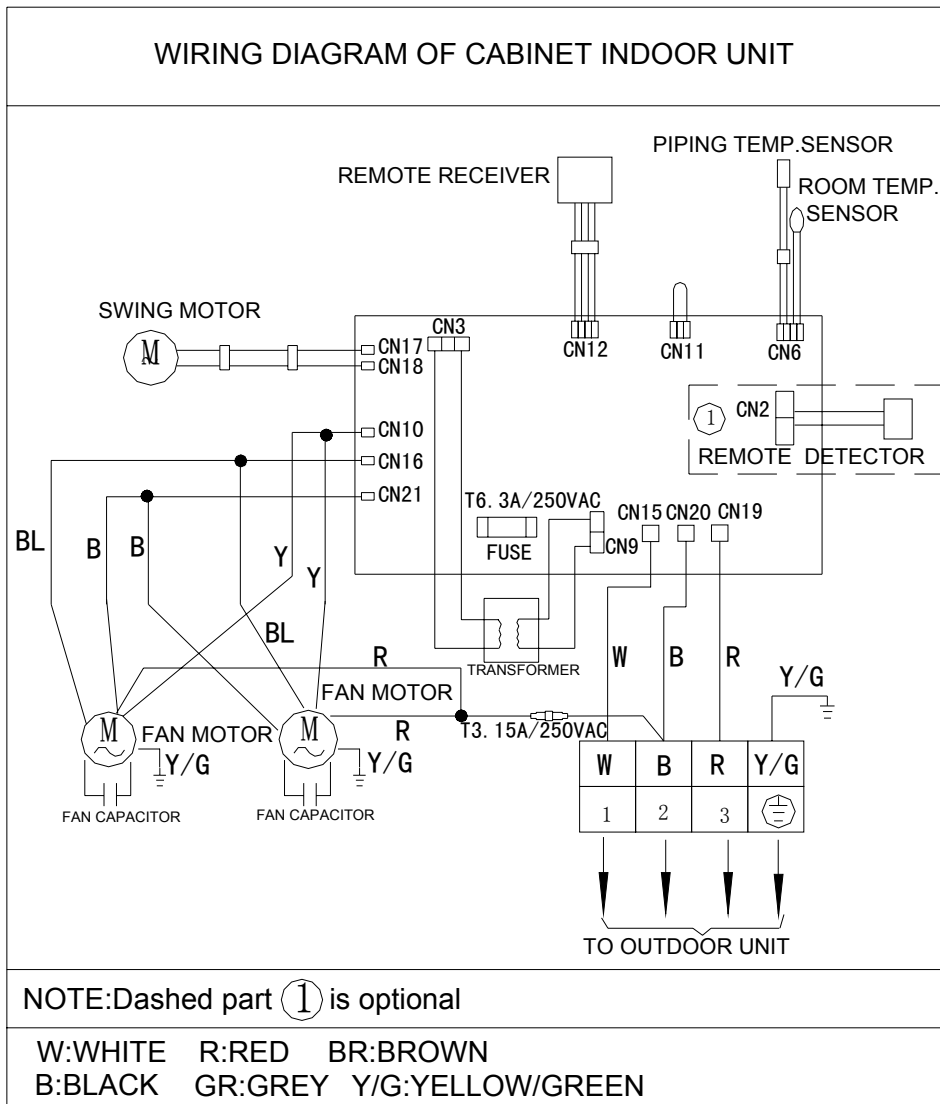 WIRING DIAGRAM OF CABINET INDOOR UNIT
PIPING TEMP.SENSOR
REMOTE RECEIVER
ROOM TEMP.
SENSOR
SWING MOTOR
M
CN3
CN17
CN18
CN12
CN11
CN6
CN10
CN16
CN21
1
CN2
REMOTE DETECTOR
T6.3A/250VAC
FUSE
CN9
CN15
CN20
CN19
BL
B
B
Y
Y
BL
R
TRANSFORMER
W
B
R
Y/G
FAN MOTOR
M
FAN MOTOR
M
R
T3.15A/250VAC
Y/G
Y/G
FAN CAPACITOR
FAN CAPACITOR
W B R Y/G
1 2 3
TO OUTDOOR UNIT
NOTE:Dashed part 1 is optional
W:WHITE R:RED BR:BROWN
B:BLACK GR:GREY Y/G:YELLOW/GREEN